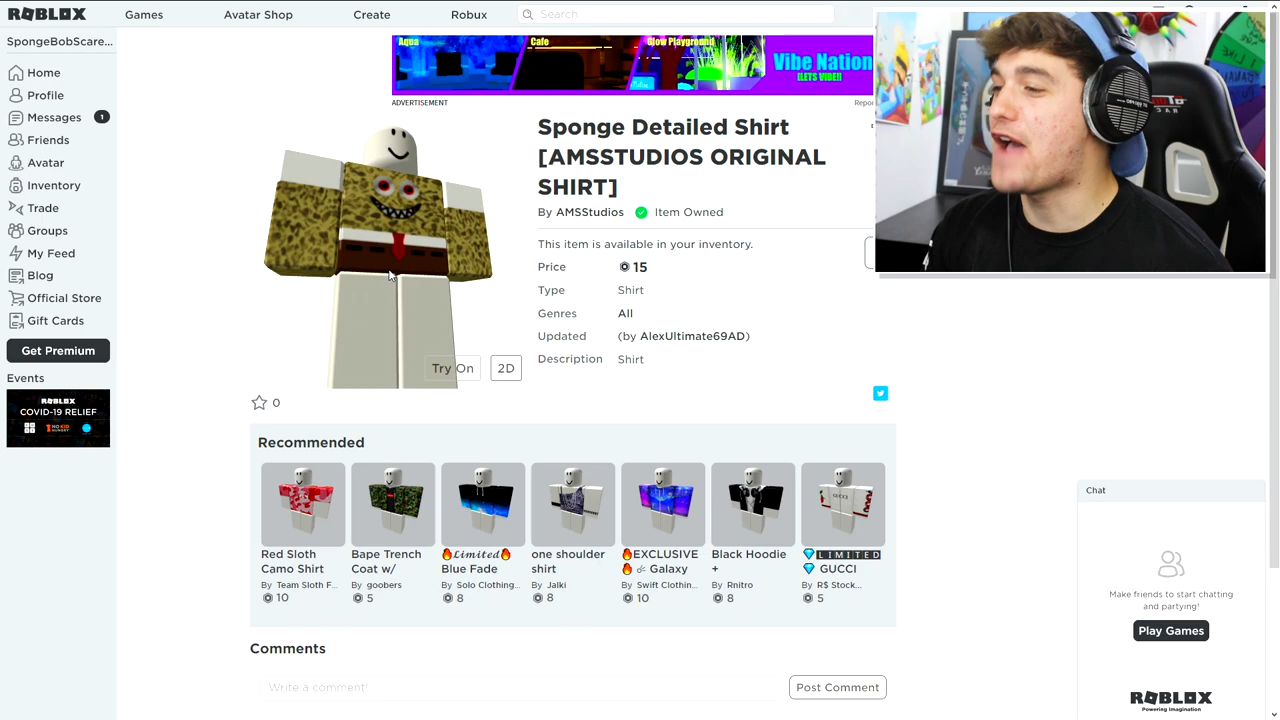 ROBLOX
Games
Avatar Shop
Create
Robux
Search
SpongeBobScare...
Home
Profile
Messages 1
Friends
Avatar
Inventory
Trade
Groups
My Feed
Blog
Official Store
Gift Cards
Get Premium
Events
ROBLOX
COVID-19 RELIEF
NO KID
HUNGRY
Aqua
Cafe
Glow Playground
Vibe Nation
[LETS VIBE!!]
ADVERTISEMENT
Repor
Sponge Detailed Shirt
[AMSSTUDIOS ORIGINAL
SHIRT]
By AMSStudios Item Owned
This item is available in your inventory.
Price 15
Type Shirt
Genres All
Updated (by AlexUltimate69AD)
Description Shirt
Try On
2D
0
Recommended
Red Sloth
Camo Shirt
By Team Sloth F...
10
Bape Trench
Coat w/
By goobers
5
🔥𝓛𝓲𝓶𝓲𝓽𝓮𝓭🔥
Blue Fade
By Solo Clothing...
8
one shoulder
shirt
By Jalki
8
🔥EXCLUSIVE
🔥 Galaxy
By Swift Clothin...
10
Black Hoodie
+
By Rnitro
8
GUCCI
💎🅻🅸🅼🅸🆃🅴🅳
💎 GUCCI
By R$ Stock...
5
Comments
Write a comment!
Post Comment
Chat
Make friends to start chatting
and partying!
Play Games
ROBLOX
Powering Imagination